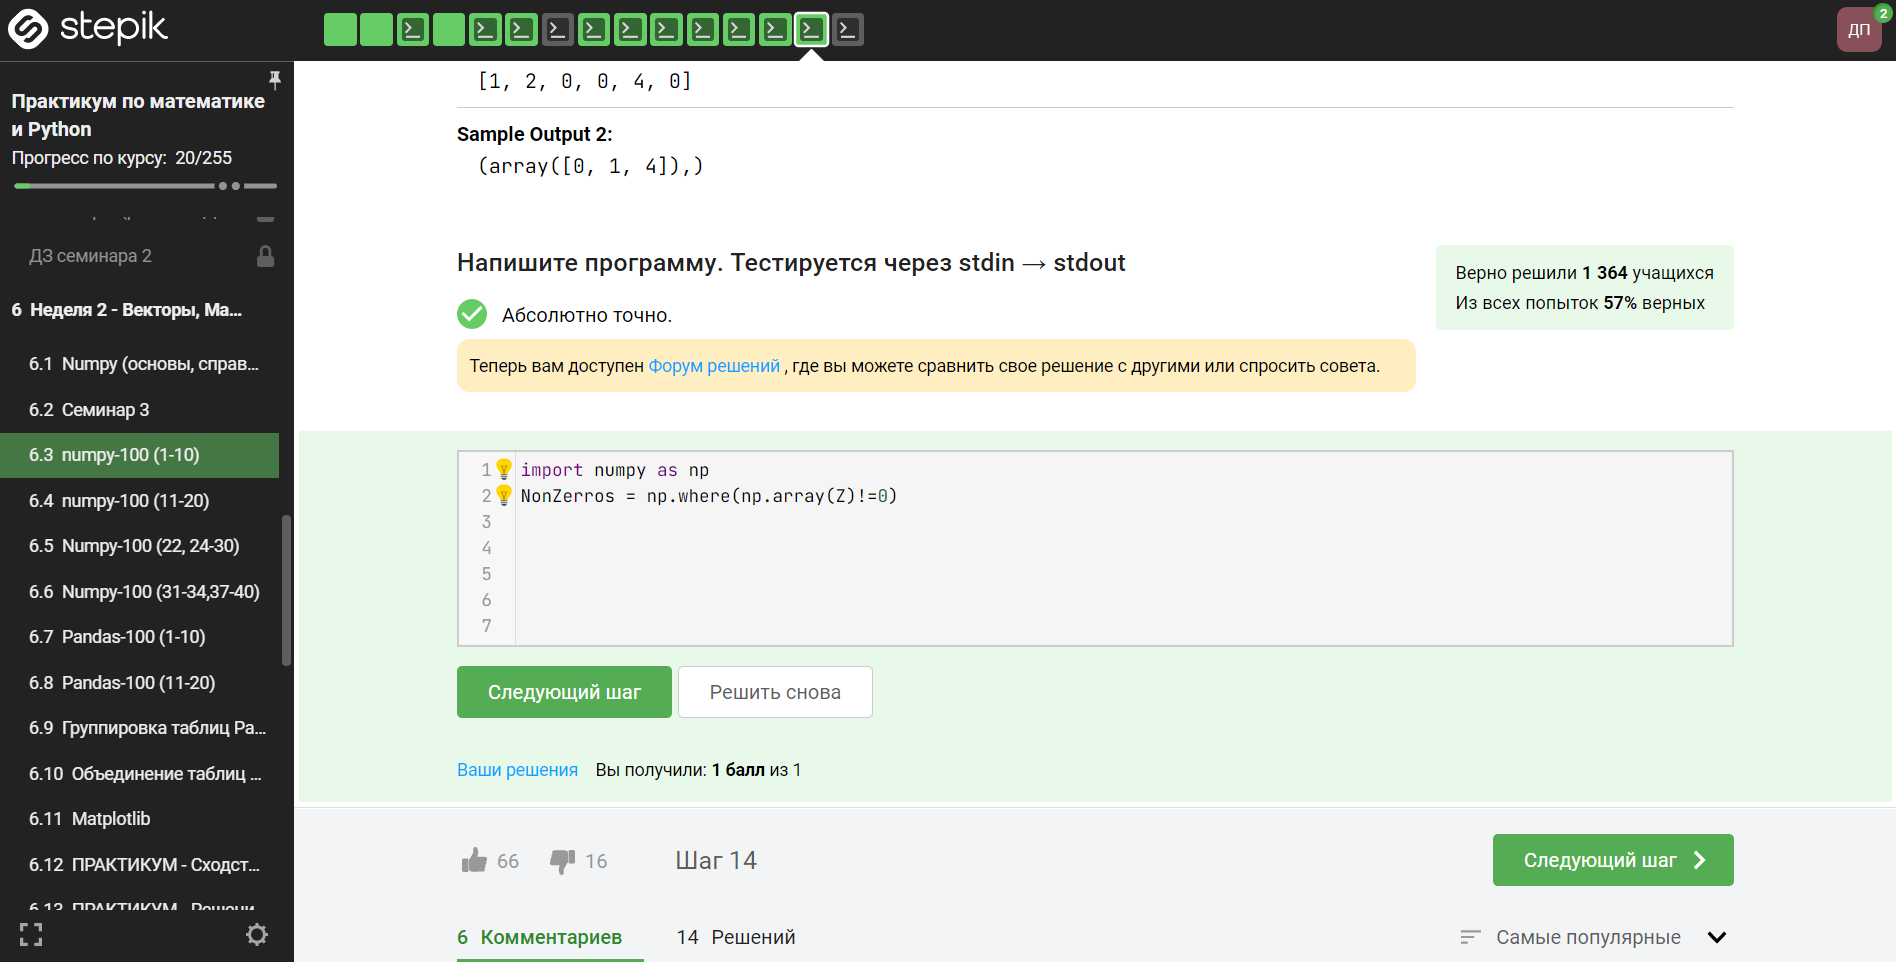 stepik
ДП
2
Практикум по математике
и Python
Прогресс по курсу: 20/255
ДЗ семинара 2
6 Неделя 2 - Векторы, Ма...
6.1 Numpy (основы, справ...
6.2 Семинар 3
6.3 numpy-100 (1-10)
6.4 numpy-100 (11-20)
6.5 Numpy-100 (22, 24-30)
6.6 Numpy-100 (31-34,37-40)
6.7 Pandas-100 (1-10)
6.8 Pandas-100 (11-20)
6.9 Группировка таблиц Pa...
6.10 Объединение таблиц ...
6.11 Matplotlib
6.12 ПРАКТИКУМ - Сходст...
6.13 ПРАКТИКУМ - Решени
[1, 2, 0, 0, 4, 0]
Sample Output 2:
(array([0, 1, 4]),)
Напишите программу. Тестируется через stdin → stdout
Верно решили 1 364 учащихся
Из всех попыток 57% верных
Абсолютно точно.
Теперь вам доступен Форум решений , где вы можете сравнить свое решение с другими или спросить совета.
1 import numpy as np
2 NonZerros = np.where(np.array(Z)!=0)
3
4
5
6
7
Следующий шаг
Решить снова
Ваши решения Вы получили: 1 балл из 1
66
16
Шаг 14
Следующий шаг
6 Комментариев
14 Решений
Самые популярные